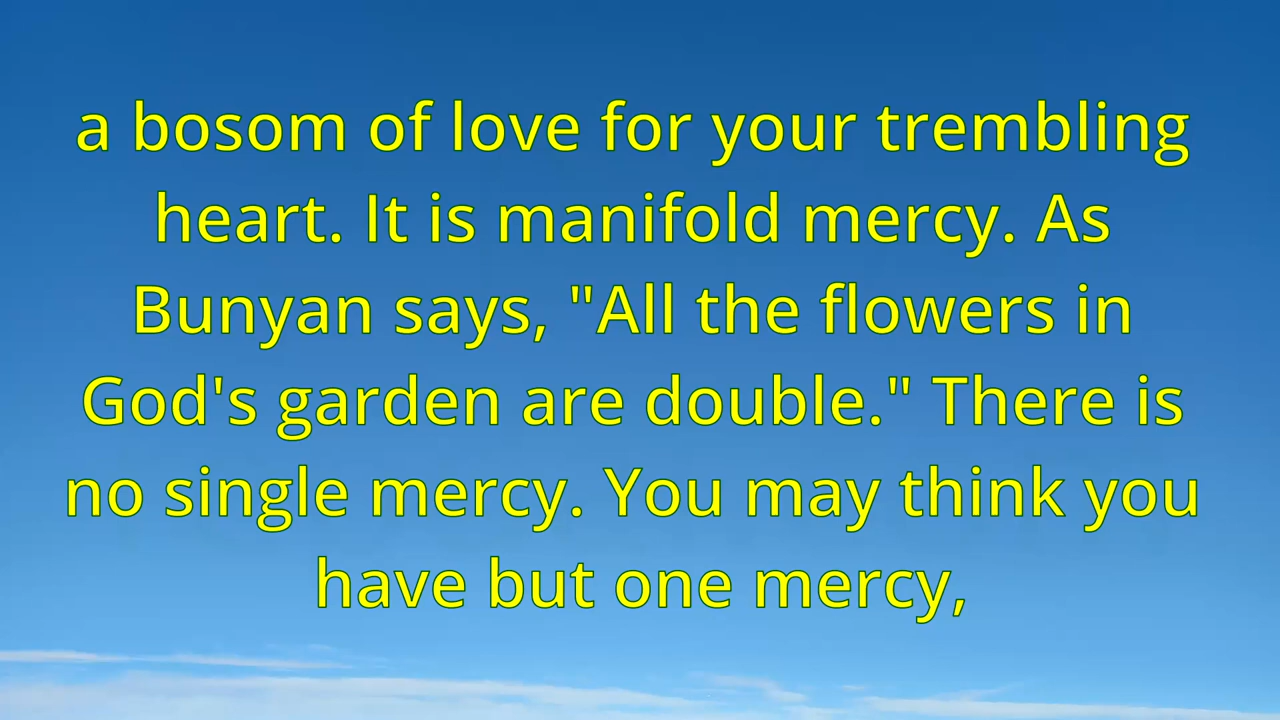 a bosom of love for your trembling
heart. It is manifold mercy. As
Bunyan says, "All the flowers in
God's garden are double." There is
no single mercy. You may think you
have but one mercy,